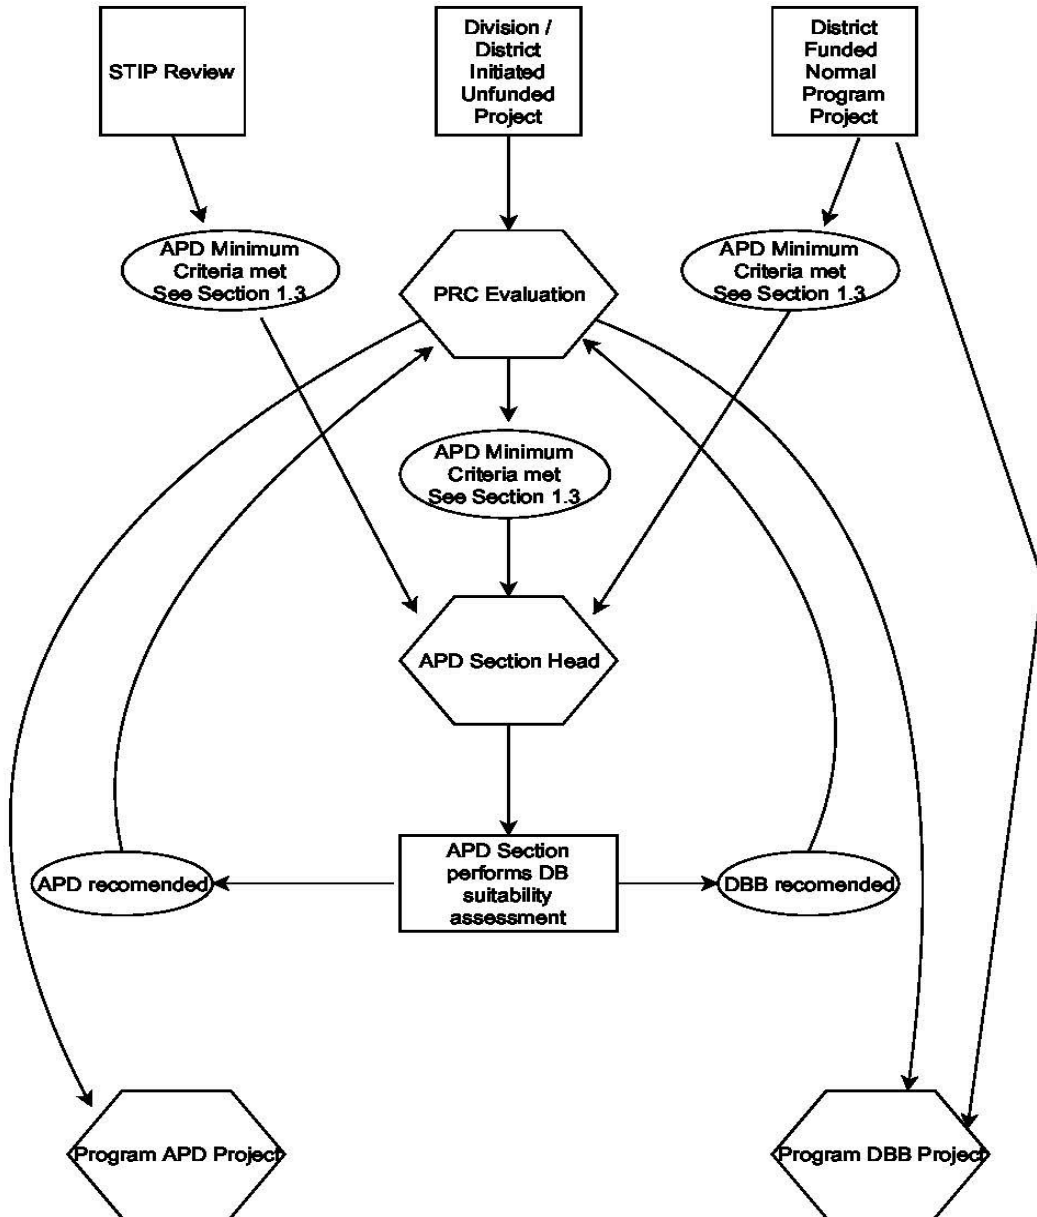 STIP Review
Division /
District
Initiated
Unfunded
Project
District
Funded
Normal
Program
Project
APD Minimum
Criteria met
See Section 1.3
PRC Evaluation
APD Minimum
Criteria met
See Section 1.3
APD Minimum
Criteria met
See Section 1.3
APD Section Head
APD recomended
APD Section
performs DB
suitability
assessment
DBB recomended
Program APD Project
Program DBB Project